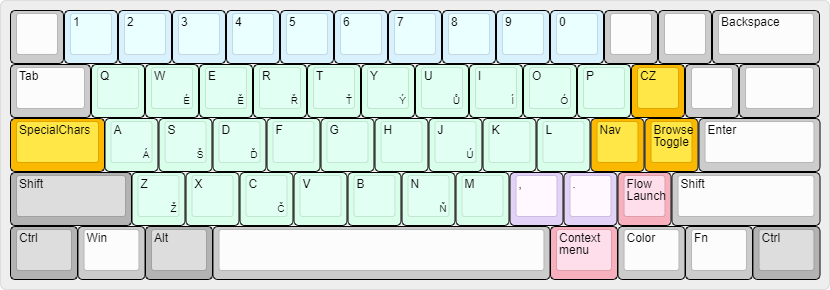 1 2 3 4 5 6 7 8 9 0 Backspace
Tab Q W E R T Y U I O P CZ
É Ě Ř Ť Ý Ů Í Ó
SpecialChars A S D F G H J K L Nav Browse Enter
Toggle
Á Š Ď Ú
Shift Z X C V B N M , . Flow Shift
Launch
Ž Č Ň
Ctrl Win Alt Context Color Fn Ctrl
menu